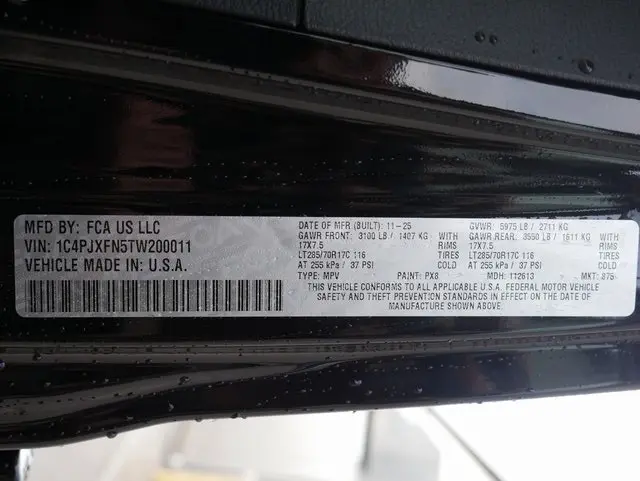 MFD BY: FCA US LLC
VIN: 1C4PJXFN5TW200011
VEHICLE MADE IN: U.S.A.
DATE OF MFR (BUILT): 11-25 GVWR: 5975 LB / 2711 KG
GAWR FRONT: 3100 LB / 1407 KG WITH GAWR REAR: 3550 LB / 1611 KG WITH
17X7.5 RIMS 17X7.5 RIMS
LT285/70R17C 116 TIRES LT285/70R17C 116 TIRES
AT 255 kPa / 37 PSI COLD AT 255 kPa / 37 PSI COLD
TYPE: MPV PAINT: PX8 MDH: 112613 MKT: 875
THIS VEHICLE CONFORMS TO ALL APPLICABLE U.S.A. FEDERAL MOTOR VEHICLE
SAFETY AND THEFT PREVENTION STANDARDS IN EFFECT ON THE DATE OF
MANUFACTURE SHOWN ABOVE.